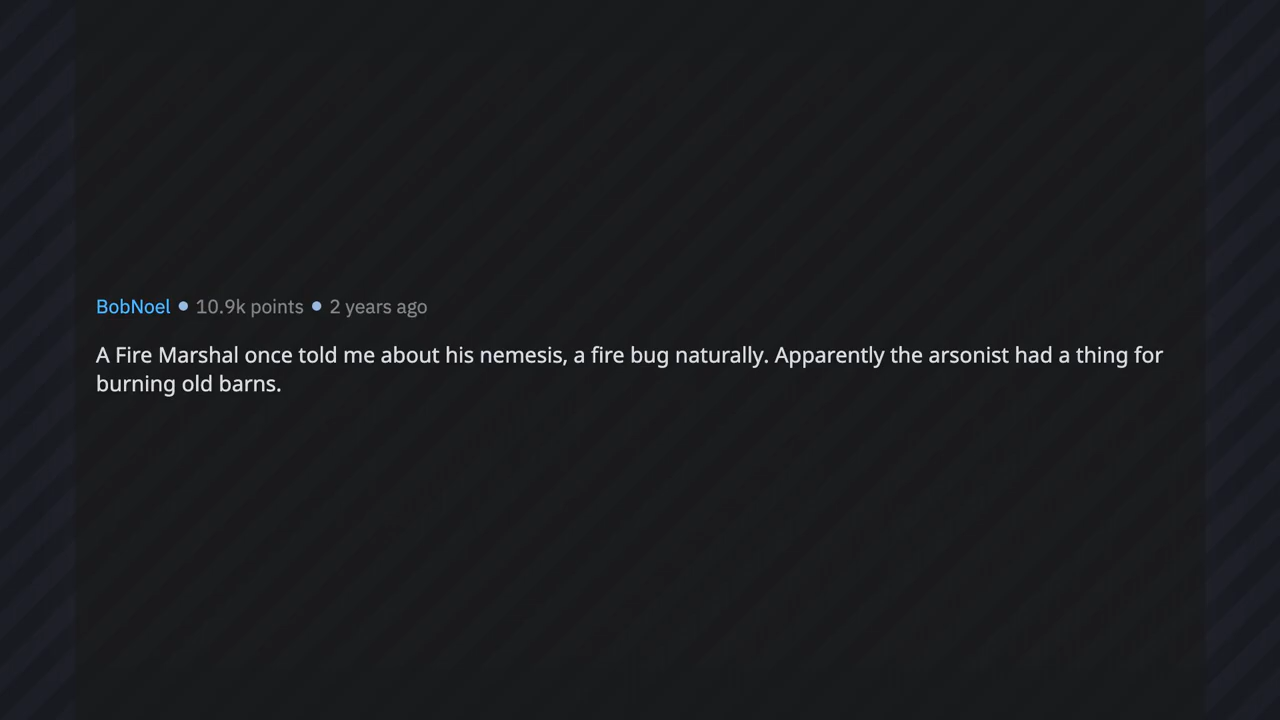 BobNoel ● 10.9k points ● 2 years ago
A Fire Marshal once told me about his nemesis, a fire bug naturally. Apparently the arsonist had a thing for
burning old barns.